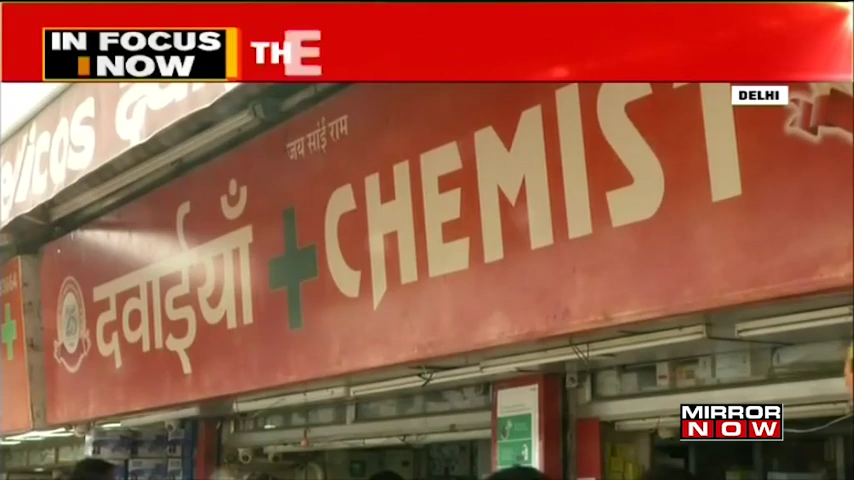 IN FOCUS
NOW
THE
DELHI
जय सांई राम
दवाईयाँ + CHEMIST
MIRROR
NOW